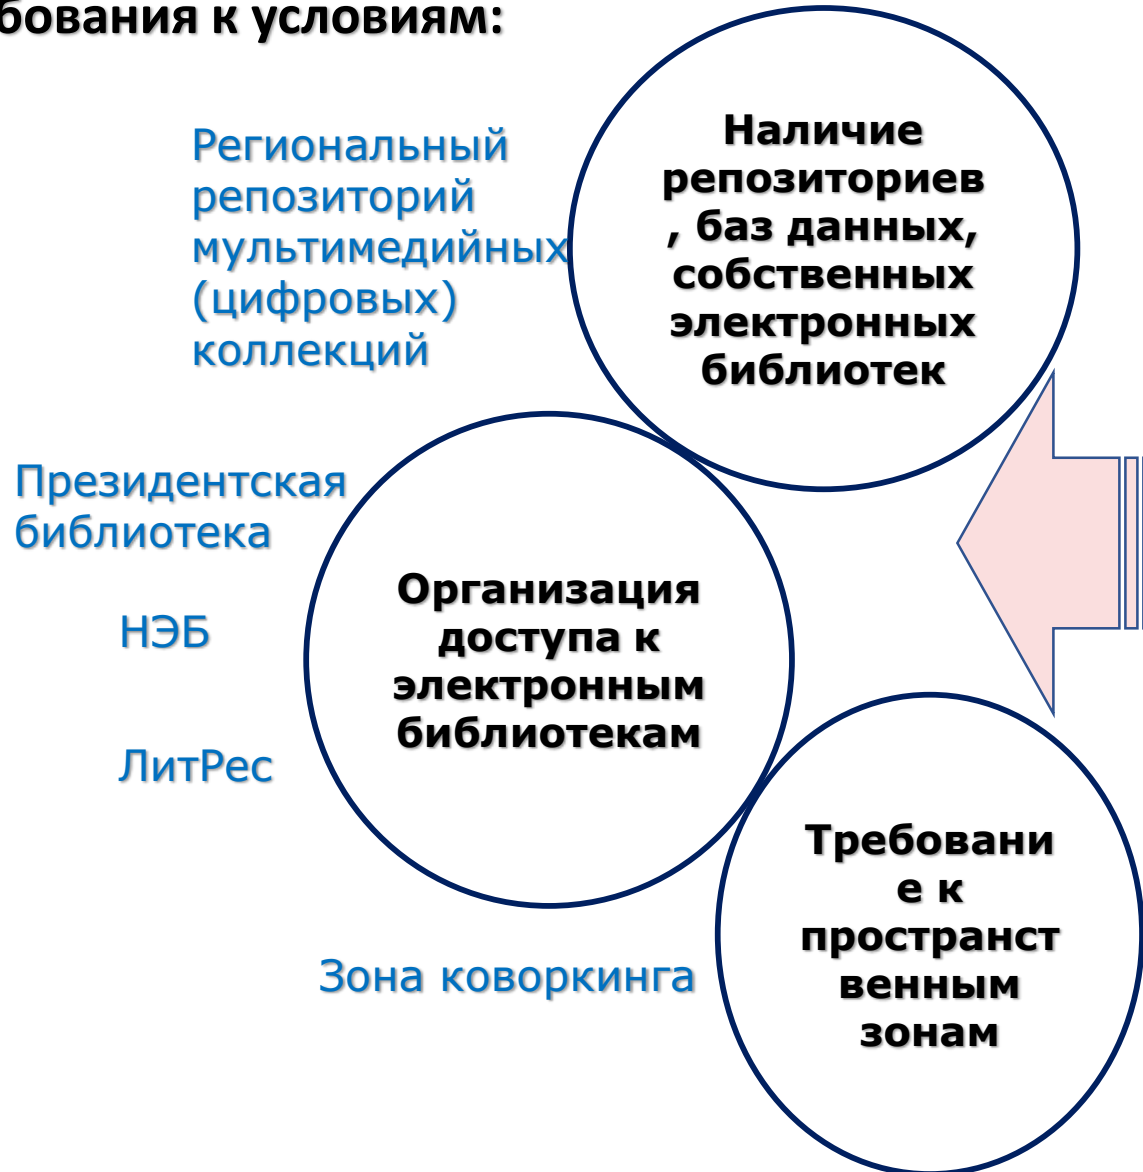 бования к условиям:
Региональный
репозиторий
мультимедийных
(цифровых)
коллекций
Наличие
репозиториев
, баз данных,
собственных
электронных
библиотек
Президентская
библиотека
НЭБ
ЛитРес
Организация
доступа к
электронным
библиотекам
Зона коворкинга
Требовани
е к
пространст
венным
зонам